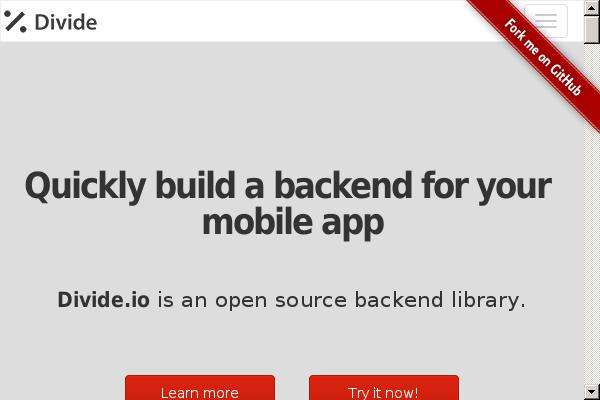 Divide
Fork me on GitHub
Quickly build a backend for your
mobile app
Divide.io is an open source backend library.
Learn more
Try it now!